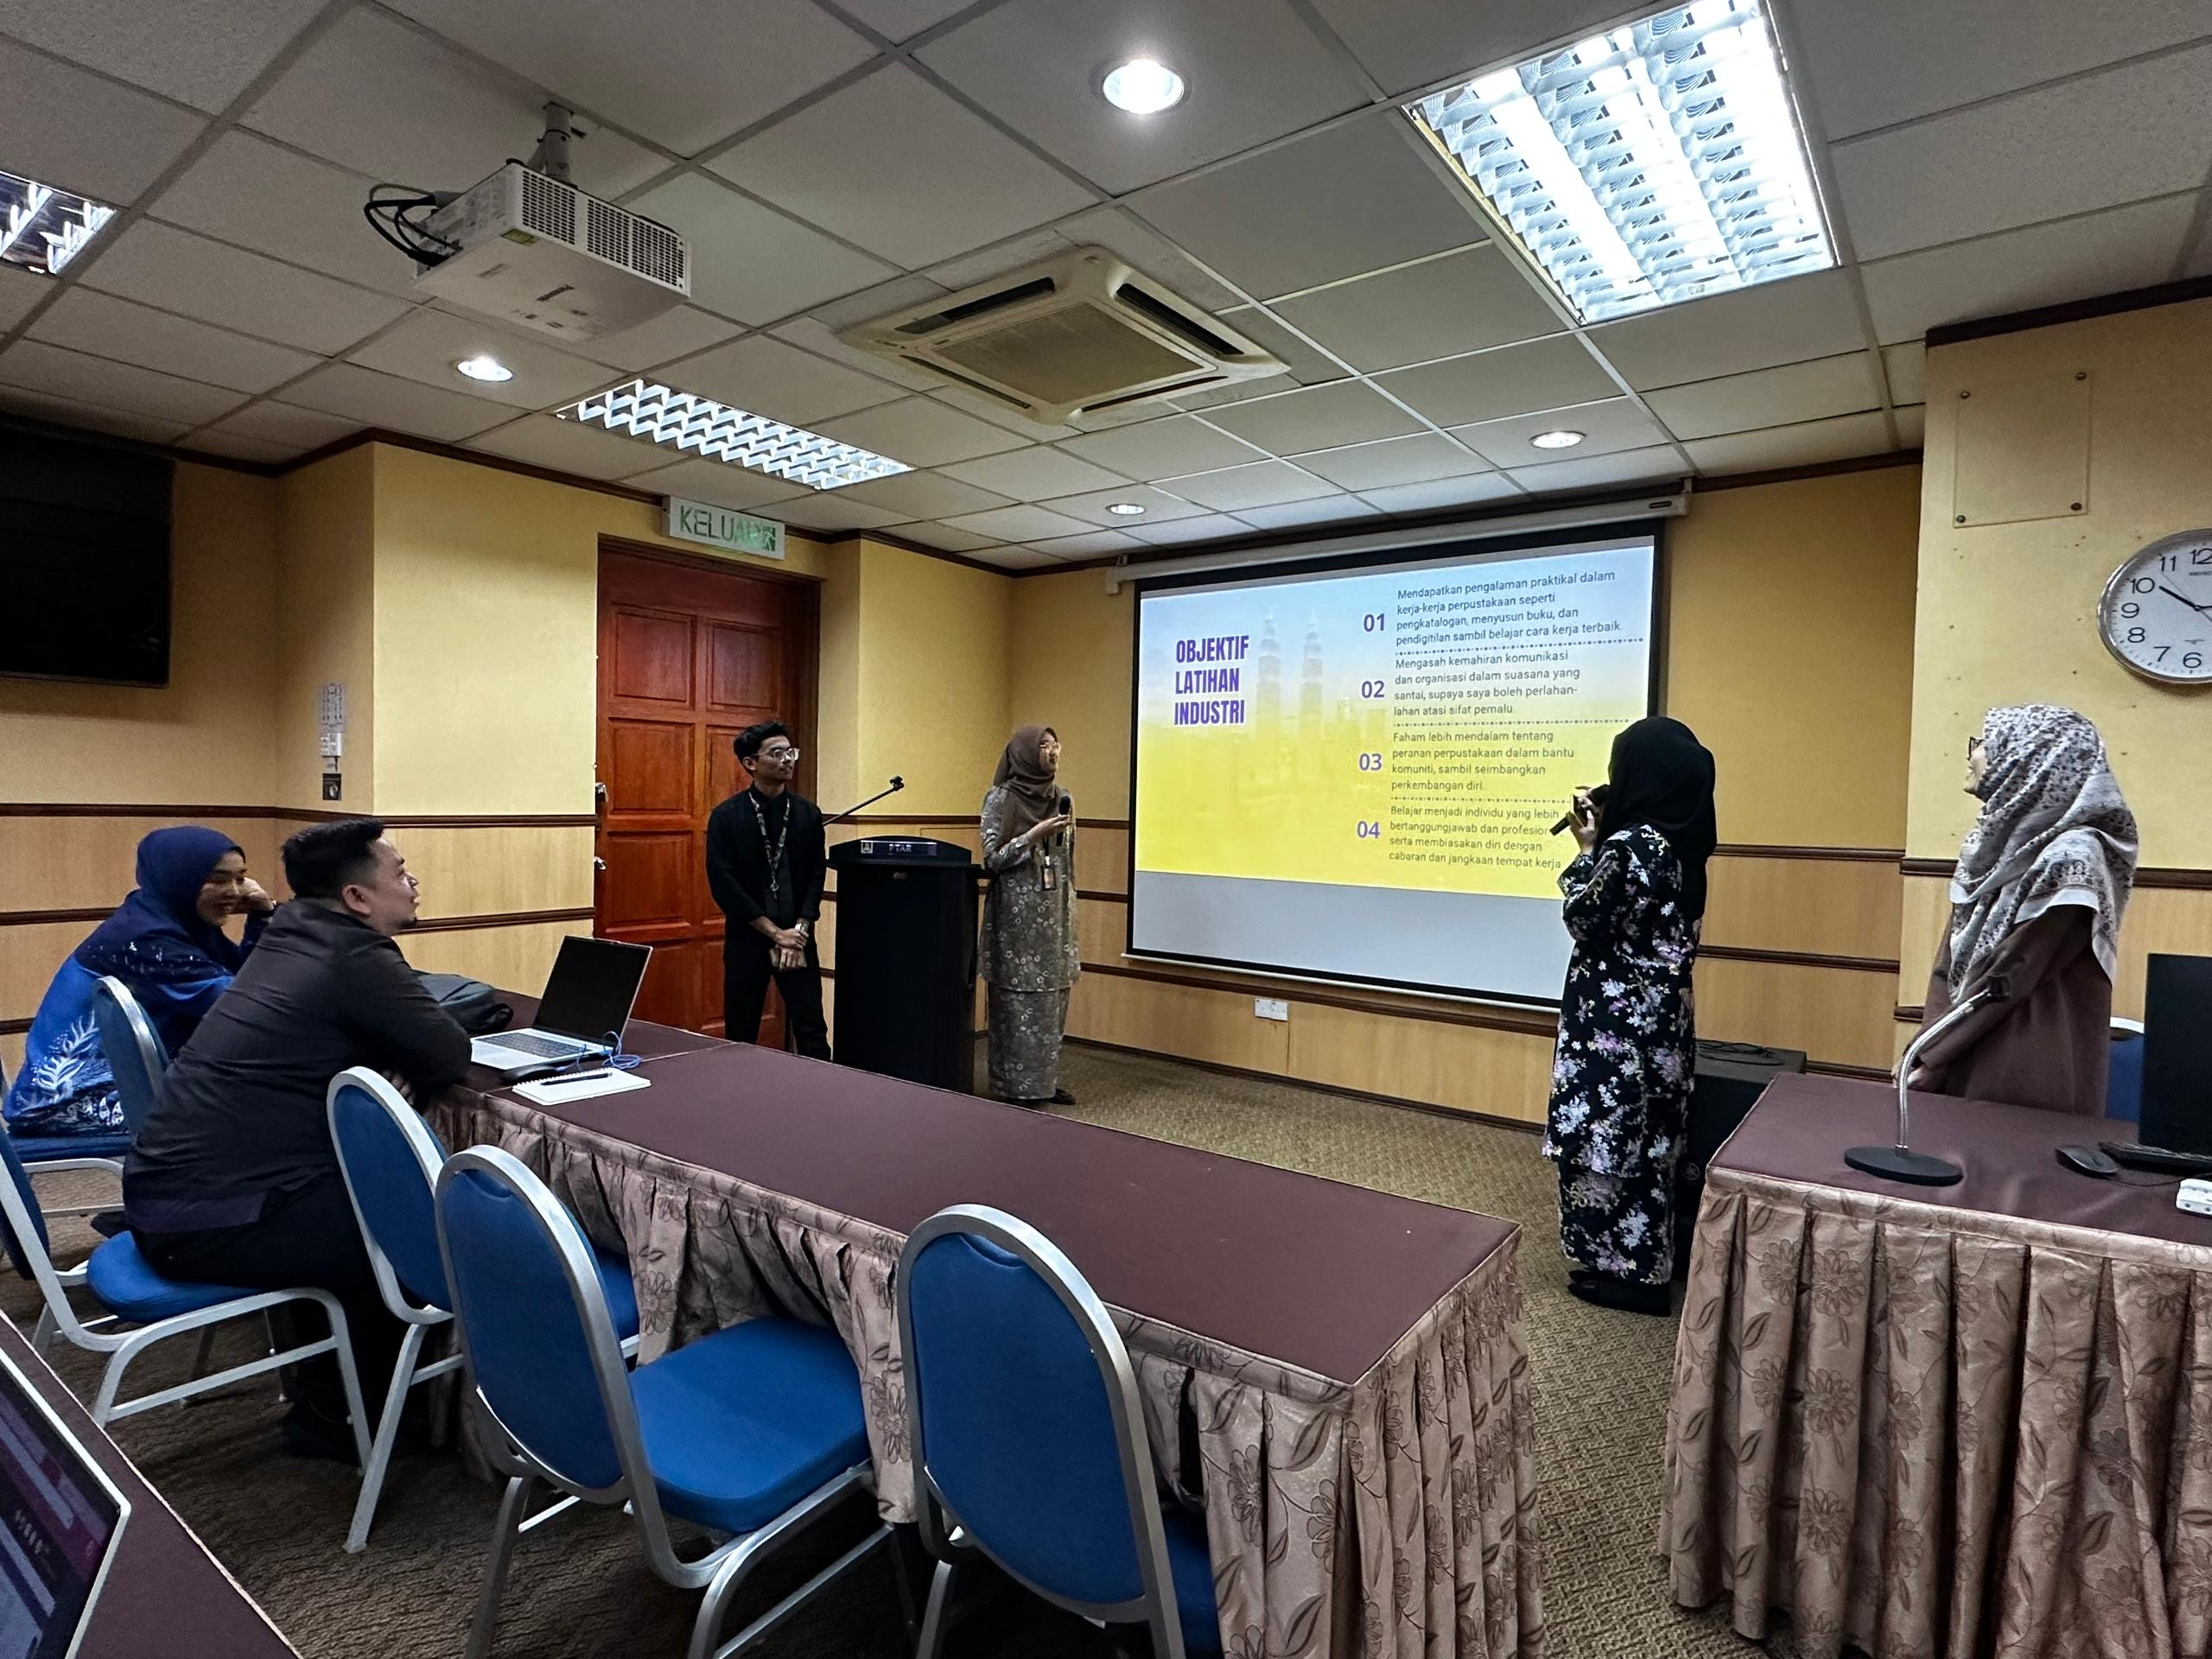 KELUAR
OBJEKTIF
LATIHAN
INDUSTRI
01
Mendapatkan pengalaman praktikal dalam
kerja-kerja perpustakaan seperti
pengkatalogan, menyusun buku, dan
pendigitilan sambil belajar cara kerja terbaik.
02
Mengasah kemahiran komunikasi
dan organisasi dalam suasana yang
santai, supaya saya boleh perlahan-
lahan atasi sifat pemalu.
03
Faham lebih mendalam tentang
peranan perpustakaan dalam bantu
komuniti, sambil seimbangkan
perkembangan diri.
04
Belajar menjadi individu yang lebih
bertanggungjawab dan profesion
serta membiasakan diri dengan
cabaran dan jangkaan tempat kerja
PTAR
11 12
10
9
8
7 6